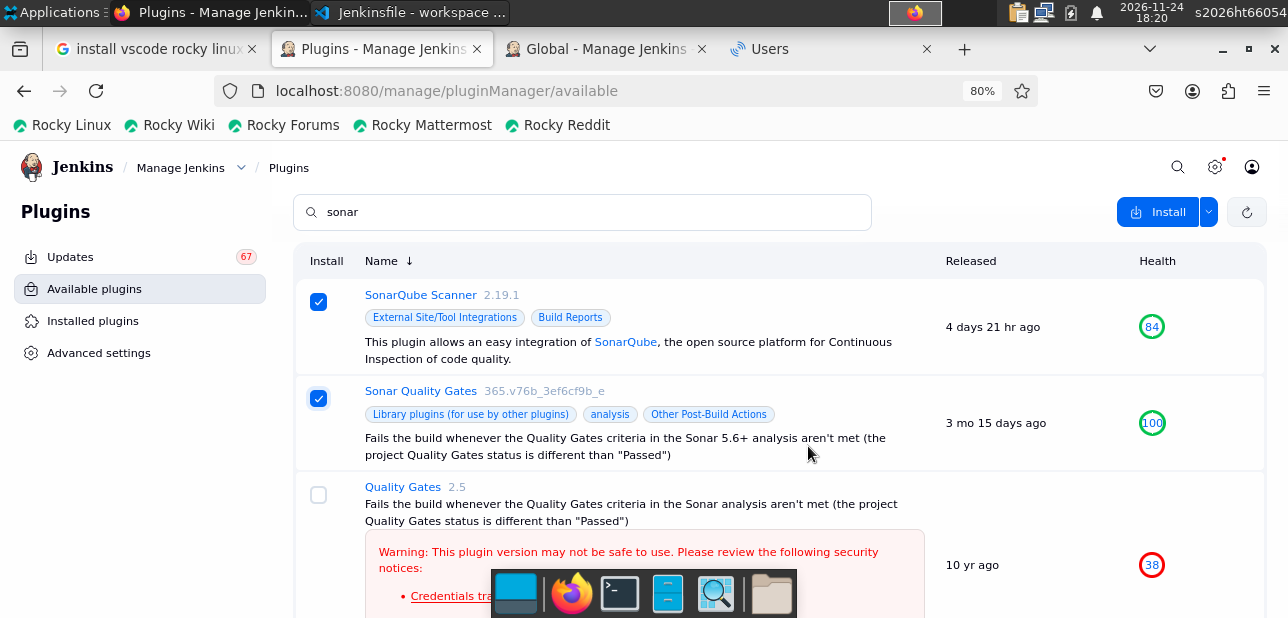 Applications
Plugins - Manage Jenkin...
Jenkinsfile - workspace ...
2026-11-24
18:20
s2026ht66054
install vscode rocky linux
Plugins - Manage Jenkins
Global - Manage Jenkins
Users
localhost:8080/manage/pluginManager/available
80%
Rocky Linux
Rocky Wiki
Rocky Forums
Rocky Mattermost
Rocky Reddit
Jenkins / Manage Jenkins / Plugins
Plugins
sonar
Install
Updates 67
Available plugins
Installed plugins
Advanced settings
Install Name ↓ Released Health
SonarQube Scanner 2.19.1
External Site/Tool Integrations Build Reports
This plugin allows an easy integration of SonarQube, the open source platform for Continuous
Inspection of code quality.
4 days 21 hr ago
84
Sonar Quality Gates 365.v76b_3ef6cf9b_e
Library plugins (for use by other plugins) analysis Other Post-Build Actions
Fails the build whenever the Quality Gates criteria in the Sonar 5.6+ analysis aren't met (the
project Quality Gates status is different than "Passed")
3 mo 15 days ago
100
Quality Gates 2.5
Fails the build whenever the Quality Gates criteria in the Sonar analysis aren't met (the project
Quality Gates status is different than "Passed")
Warning: This plugin version may not be safe to use. Please review the following security
notices:
• Credentials tra
10 yr ago
38